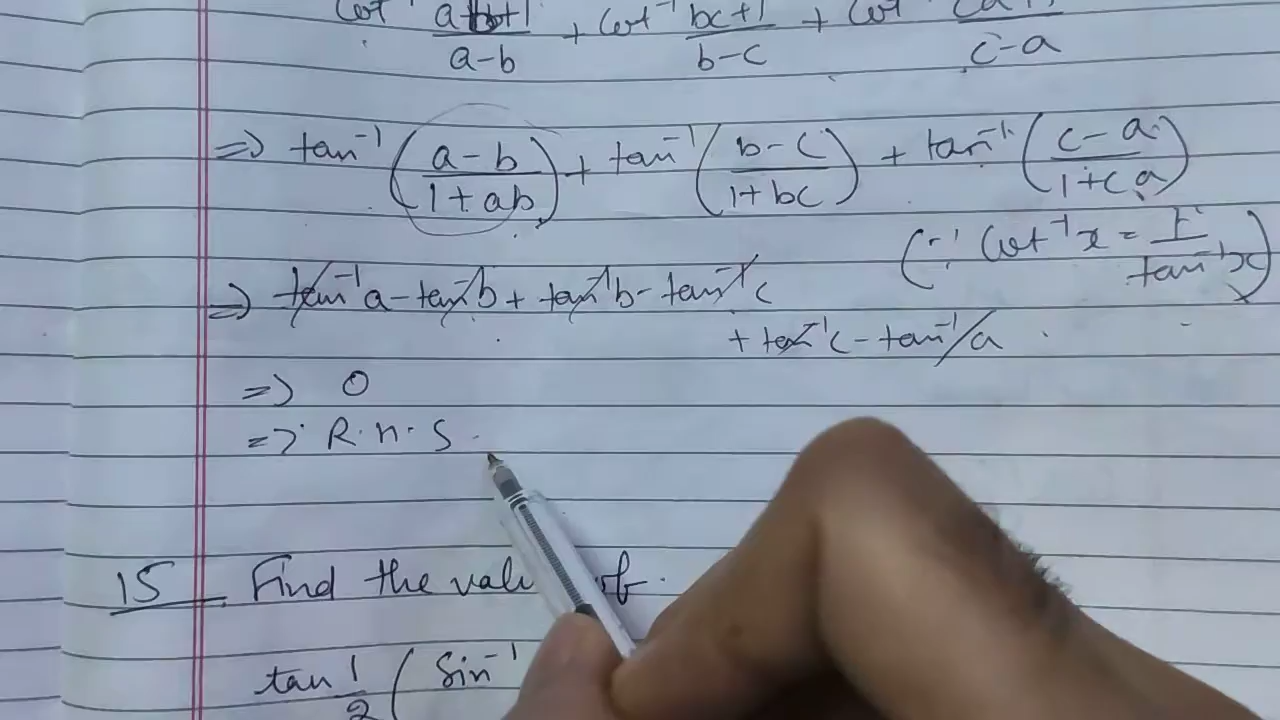 cot⁻¹ (ab+1)/(a-b) + cot⁻¹ (bc+1)/(b-c) + cot⁻¹ (ca+1)/(c-a)
=> tan⁻¹ ((a-b)/(1+ab)) + tan⁻¹ ((b-c)/(1+bc)) + tan⁻¹ ((c-a)/(1+ca))
(∵ cot⁻¹x = 1/tan⁻¹x)
=> tan⁻¹a - tan⁻¹b + tan⁻¹b - tan⁻¹c
+ tan⁻¹c - tan⁻¹a
=> 0
=> R.H.S
15. Find the value of.
tan 1/2 ( Sin⁻¹